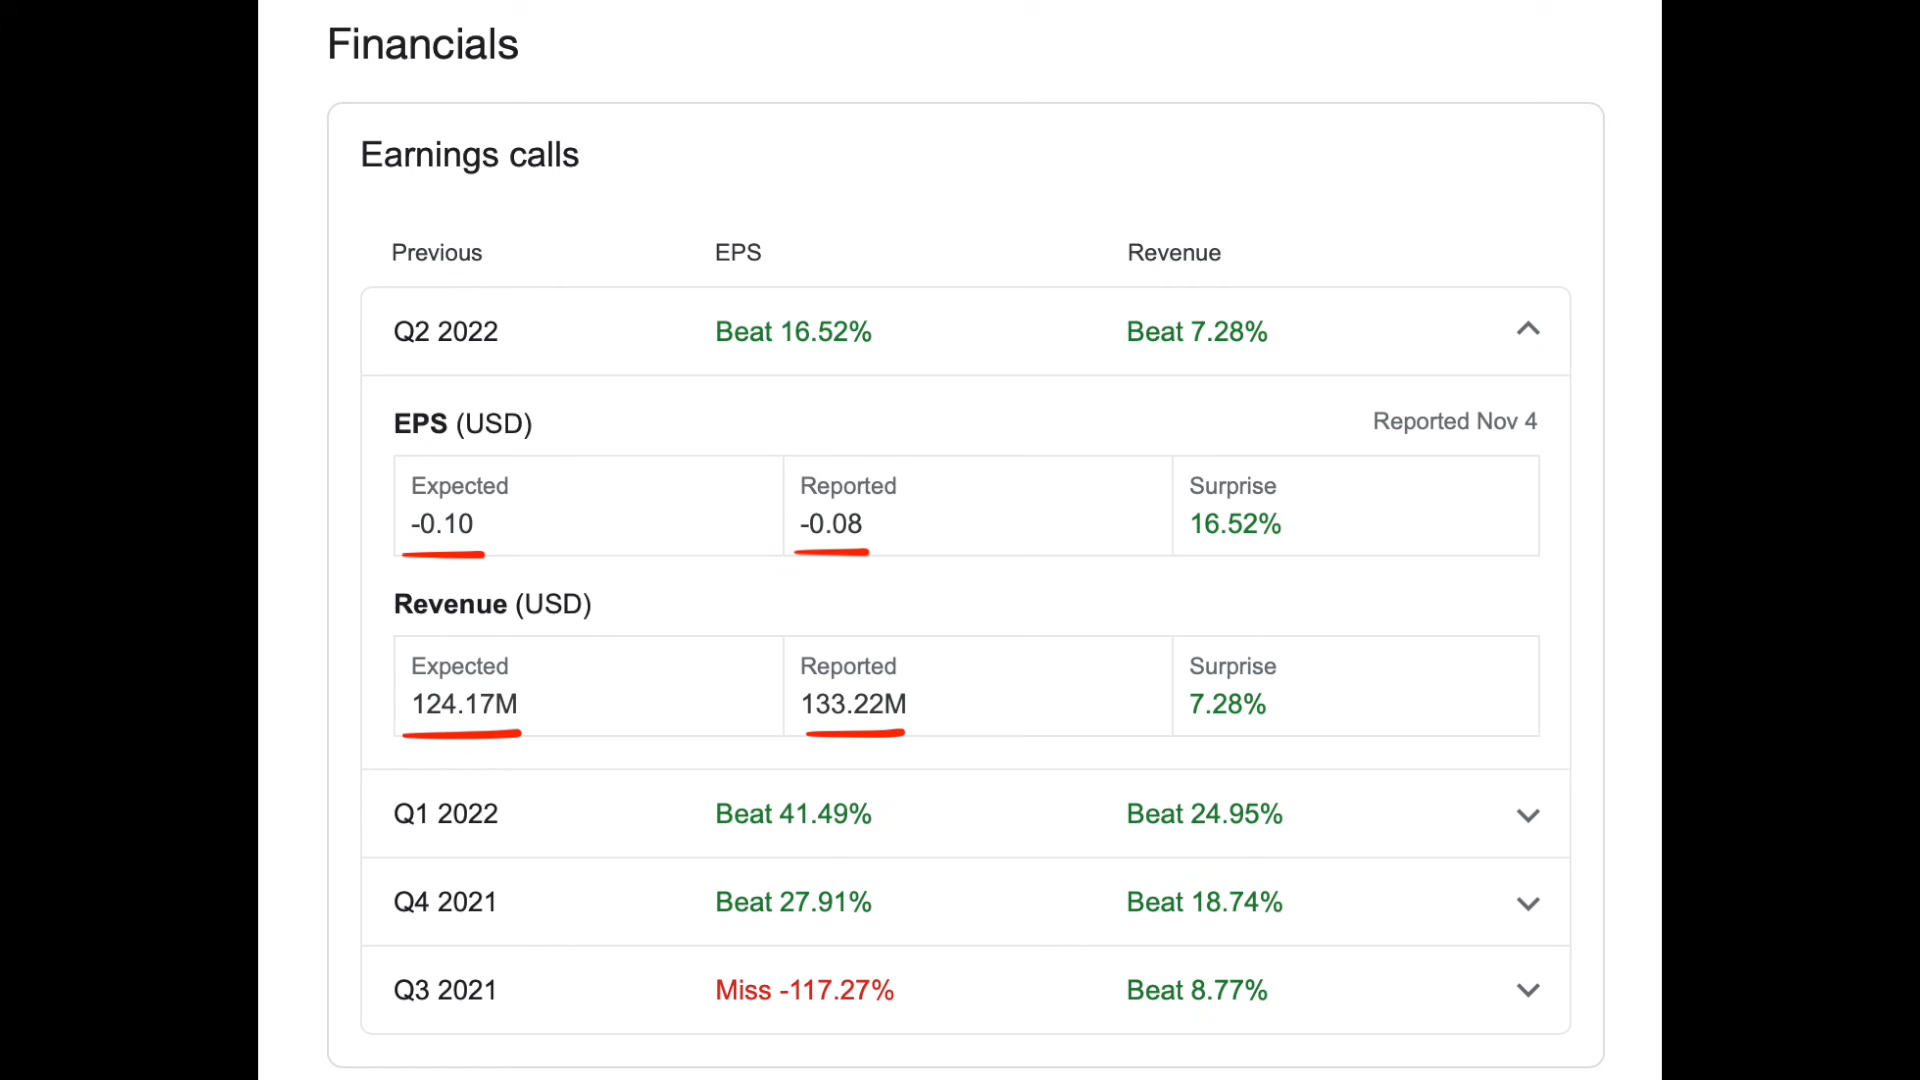 Financials
Earnings calls
Previous EPS Revenue
Q2 2022 Beat 16.52% Beat 7.28%
EPS (USD) Reported Nov 4
Expected Reported Surprise
-0.10 -0.08 16.52%
Revenue (USD)
Expected Reported Surprise
124.17M 133.22M 7.28%
Q1 2022 Beat 41.49% Beat 24.95%
Q4 2021 Beat 27.91% Beat 18.74%
Q3 2021 Miss -117.27% Beat 8.77%